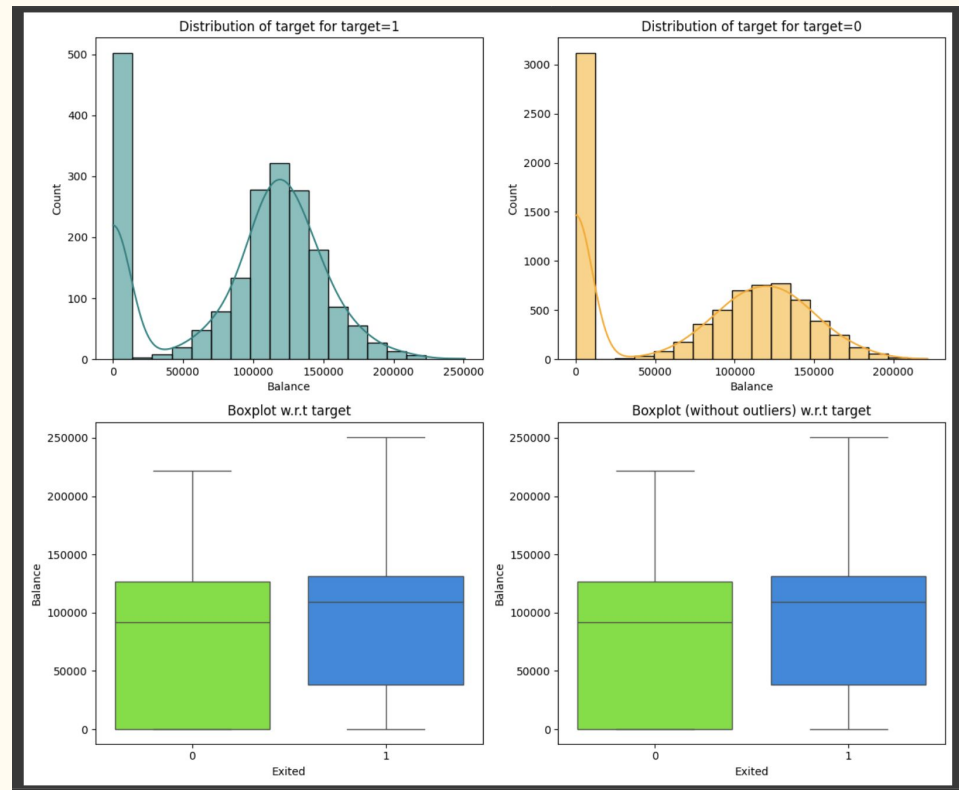 Distribution of target for target=1
500
400
300
200
100
0
Count
0 50000 100000 150000 200000 250000
Balance
Distribution of target for target=0
3000
2500
2000
1500
1000
500
0
Count
0 50000 100000 150000 200000
Balance
Boxplot w.r.t target
250000
200000
150000
100000
50000
0
Balance
0 1
Exited
Boxplot (without outliers) w.r.t target
250000
200000
150000
100000
50000
0
Balance
0 1
Exited